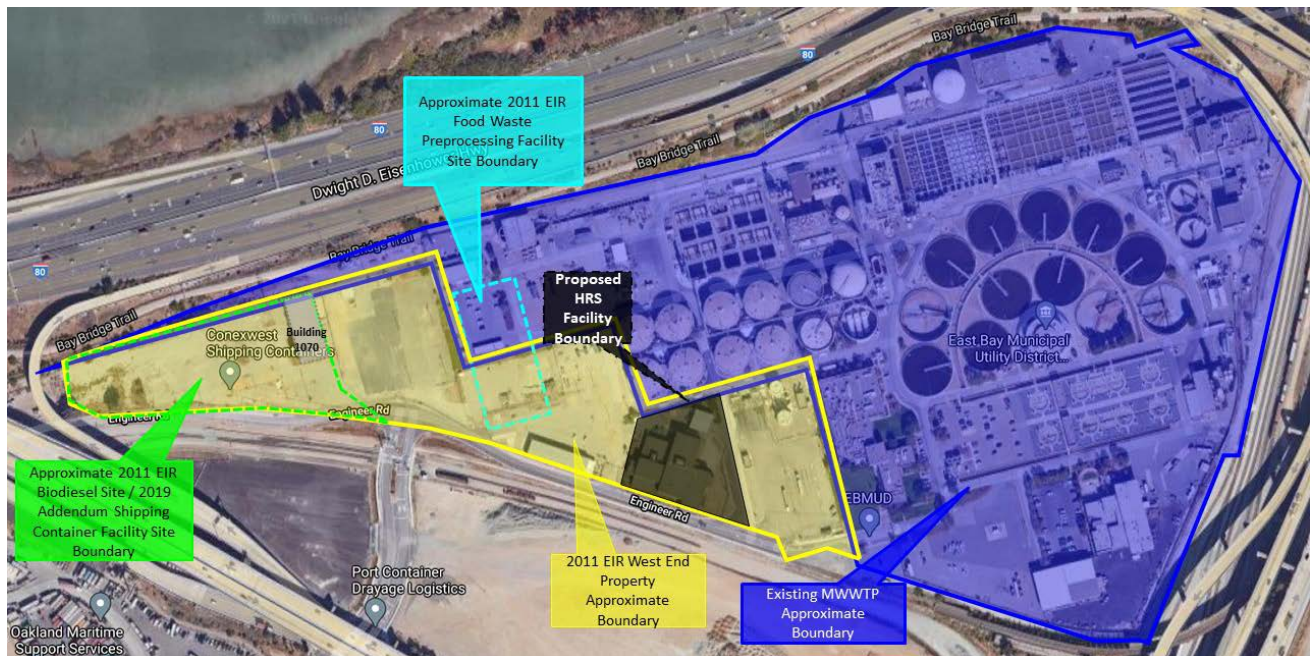 Bay Bridge Trail
80
Bay Bridge Trail
80
Approximate 2011 EIR
Food Waste
Preprocessing Facility
Site Boundary
Dwight D. Eisenhower Hwy
Bay Bridge Trail
80
Bay Bridge Trail
Proposed
HRS
Facility
Boundary
Bay Bridge Trail
Building
1070
Conexwest
Shipping Containers
East Bay Municipal
Utility District...
Engineer Rd
Engineer Rd
Approximate 2011 EIR
Biodiesel Site / 2019
Addendum Shipping
Container Facility Site
Boundary
Engineer Rd
EBMUD
2011 EIR West End
Property
Approximate
Boundary
Existing MWWTP
Approximate
Boundary
Port Container
Drayage Logistics
Oakland Maritime
Support Services